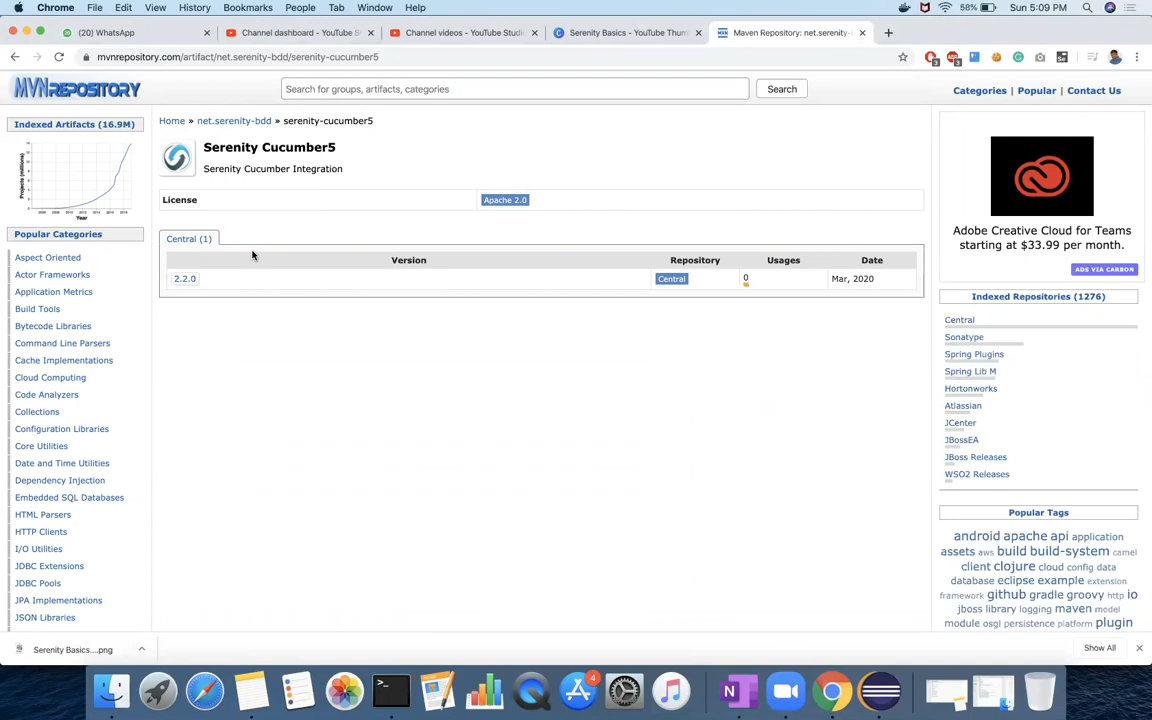 Chrome File Edit View History Bookmarks People Tab Window Help 58% Sun 5:09 PM
(20) WhatsApp Channel dashboard - YouTube S Channel videos - YouTube Studi Serenity Basics - YouTube Thum Maven Repository: net.serenity-
mvnrepository.com/artifact/net.serenity-bdd/serenity-cucumber5
MVNREPOSITORY Search for groups, artifacts, categories Search Categories | Popular | Contact Us
Indexed Artifacts (16.9M)
Projects (millions)
Year
Popular Categories
Aspect Oriented
Actor Frameworks
Application Metrics
Build Tools
Bytecode Libraries
Command Line Parsers
Cache Implementations
Cloud Computing
Code Analyzers
Collections
Configuration Libraries
Core Utilities
Date and Time Utilities
Dependency Injection
Embedded SQL Databases
HTML Parsers
HTTP Clients
I/O Utilities
JDBC Extensions
JDBC Pools
JPA Implementations
JSON Libraries
Home » net.serenity-bdd » serenity-cucumber5
Serenity Cucumber5
Serenity Cucumber Integration
License Apache 2.0
Central (1)
Version Repository Usages Date
2.2.0 Central 0 Mar, 2020
Adobe Creative Cloud for Teams
starting at $33.99 per month.
ADS VIA CARBON
Indexed Repositories (1276)
Central
Sonatype
Spring Plugins
Spring Lib M
Hortonworks
Atlassian
JCenter
JBossEA
JBoss Releases
WSO2 Releases
Popular Tags
android apache api application
assets aws build build-system camel
client clojure cloud config data
database eclipse example extension
framework github gradle groovy http io
jboss library logging maven model
module osgi persistence platform plugin
Serenity Basics....png Show All
4